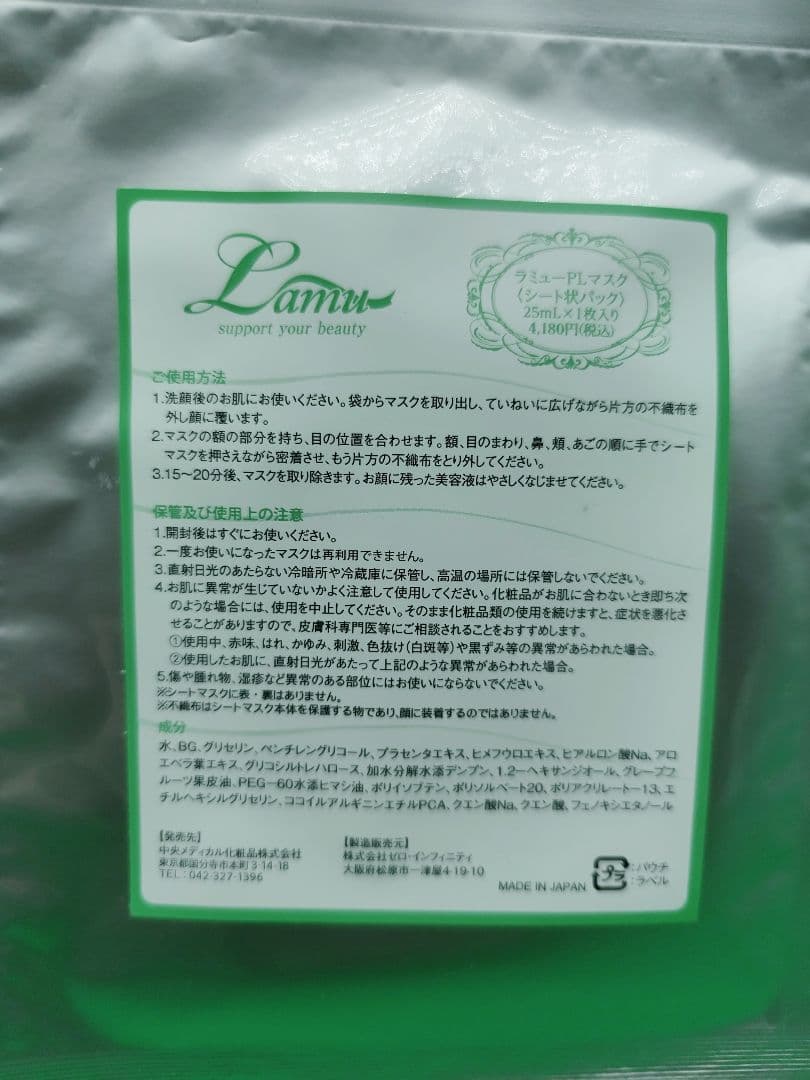 Lamu
support your beauty
ラミューPLマスク
〈シート状パック〉
25mL×1枚入り
4,180円(税込)
ご使用方法
1.洗顔後のお肌にお使いください。袋からマスクを取り出し、ていねいに広げながら片方の不織布を
外し顔に覆います。
2.マスクの額の部分を持ち、目の位置を合わせます。額、目のまわり、鼻、頬、あごの順に手でシート
マスクを押さえながら密着させ、もう片方の不織布をとり外してください。
3.15〜20分後、マスクを取り除きます。お顔に残った美容液はやさしくなじませてください。
保管及び使用上の注意
1.開封後はすぐにお使いください。
2.一度お使いになったマスクは再利用できません。
3.直射日光のあたらない冷暗所や冷蔵庫に保管し、高温の場所には保管しないでください。
4.お肌に異常が生じていないかよく注意して使用してください。化粧品がお肌に合わないとき即ち次
のような場合には、使用を中止してください。そのまま化粧品類の使用を続けますと、症状を悪化さ
せることがありますので、皮膚科専門医等にご相談されることをおすすめします。
①使用中、赤味、はれ、かゆみ、刺激、色抜け(白斑等)や黒ずみ等の異常があらわれた場合。
②使用したお肌に、直射日光があたって上記のような異常があらわれた場合。
5.傷や腫れ物、湿疹など異常のある部位にはお使いにならないでください。
※シートマスクに表・裏はありません。
※不織布はシートマスク本体を保護する物であり、顔に装着するのではありません。
成分
水、BG、グリセリン、ペンチレングリコール、プラセンタエキス、ヒメフウロエキス、ヒアルロン酸Na、アロ
エベラ葉エキス、グリコシルトレハロース、加水分解水添デンプン、1.2ーヘキサンジオール、グレープフ
ルーツ果皮油、PEGー60水添ヒマシ油、ポリイソブテン、ポリソルベート20、ポリアクリレートー13、エ
チルヘキシルグリセリン、ココイルアルギニンエチルPCA、クエン酸Na、クエン酸、フェノキシエタノール
【発売元】
中央メディカル化粧品株式会社
東京都国分寺市本町3-14-18
TEL:042-327-1396
【製造販売元】
株式会社ゼロ・インフィニティ
大阪府松原市一津屋4-19-10
MADE IN JAPAN
プラ
:パウチ
:ラベル